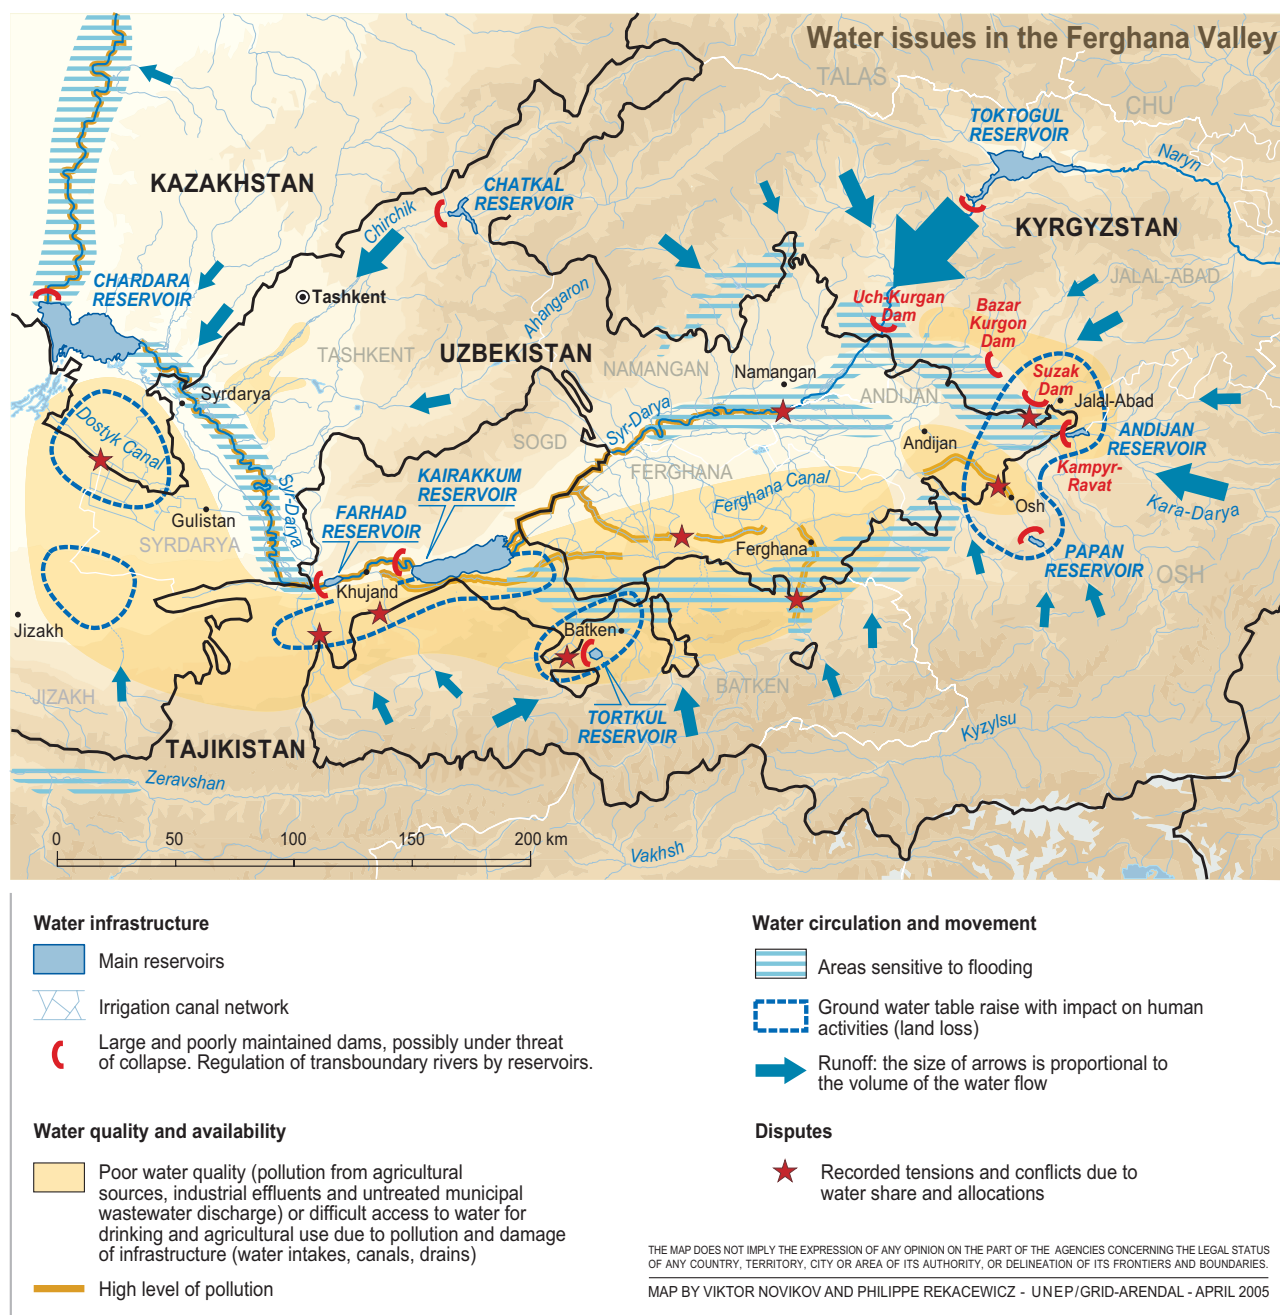 Water issues in the Ferghana Valley
TALAS
CHU
TOKTOGUL
RESERVOIR
Naryn
KAZAKHSTAN
CHATKAL
RESERVOIR
Chirchik
KYRGYZSTAN
JALAL-ABAD
CHARDARA
RESERVOIR
Tashkent
Ahangaron
Uch-Kurgan
Dam
Bazar
Kurgon
Dam
TASHKENT
UZBEKISTAN
NAMANGAN
Namangan
Suzak
Dam
Syrdarya
ANDIJAN
Jalal-Abad
Dostyk Canal
Syr-Darya
SOGD
Andijan
ANDIJAN
RESERVOIR
KAIRAKKUM
RESERVOIR
FERGHANA
Ferghana Canal
Kampyr-
Ravat
Kara-Darya
Syr-Darya
FARHAD
RESERVOIR
Osh
Gulistan
SYRDARYA
Ferghana
PAPAN
RESERVOIR
OSH
Khujand
Jizakh
Batken
JIZAKH
BATKEN
TORTKUL
RESERVOIR
Kyzylsu
TAJIKISTAN
Zeravshan
Vakhsh
0 50 100 150 200 km
Water infrastructure
Main reservoirs
Irrigation canal network
Large and poorly maintained dams, possibly under threat
of collapse. Regulation of transboundary rivers by reservoirs.
Water quality and availability
Poor water quality (pollution from agricultural
sources, industrial effluents and untreated municipal
wastewater discharge) or difficult access to water for
drinking and agricultural use due to pollution and damage
of infrastructure (water intakes, canals, drains)
High level of pollution
Water circulation and movement
Areas sensitive to flooding
Ground water table raise with impact on human
activities (land loss)
Runoff: the size of arrows is proportional to
the volume of the water flow
Disputes
Recorded tensions and conflicts due to
water share and allocations
THE MAP DOES NOT IMPLY THE EXPRESSION OF ANY OPINION ON THE PART OF THE AGENCIES CONCERNING THE LEGAL STATUS
OF ANY COUNTRY, TERRITORY, CITY OR AREA OF ITS AUTHORITY, OR DELINEATION OF ITS FRONTIERS AND BOUNDARIES.
MAP BY VIKTOR NOVIKOV AND PHILIPPE REKACEWICZ - UNEP/GRID-ARENDAL - APRIL 2005